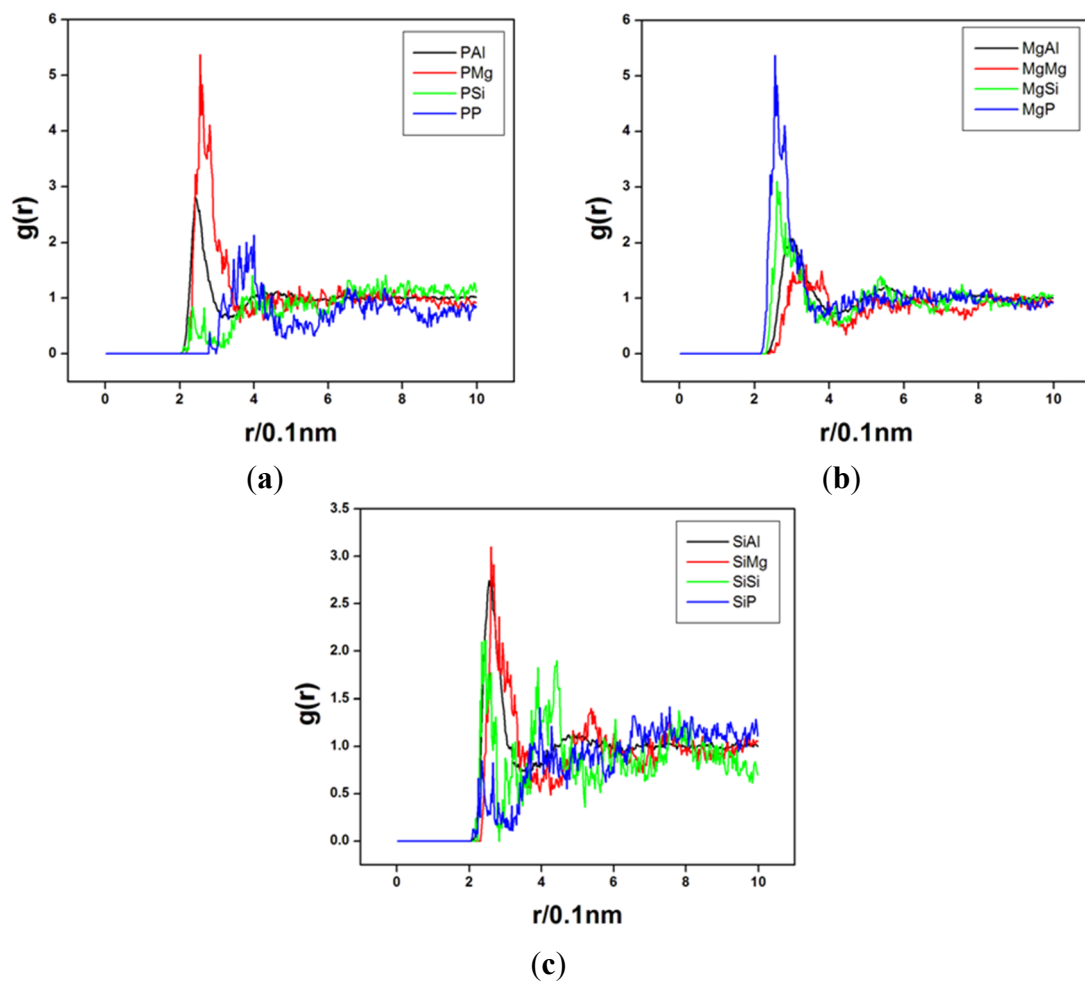 6
5
4
3
2
1
0
g(r)
PAl
PMg
PSi
PP
0 2 4 6 8 10
r/0.1nm
(a)
6
5
4
3
2
1
0
g(r)
MgAl
MgMg
MgSi
MgP
0 2 4 6 8 10
r/0.1nm
(b)
3.5
3.0
2.5
2.0
1.5
1.0
0.5
0.0
g(r)
SiAl
SiMg
SiSi
SiP
0 2 4 6 8 10
r/0.1nm
(c)